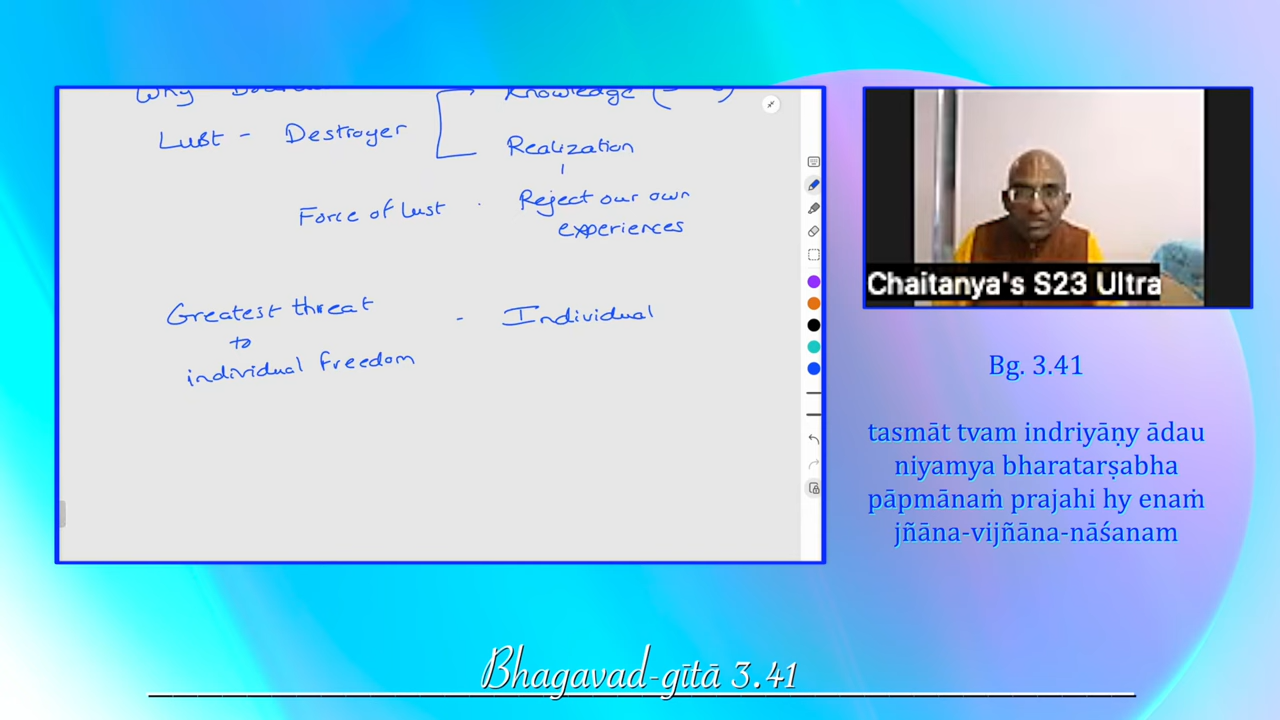 Why
Knowledge
Lust - Destroyer
Realization
Force of lust
Reject our own
experiences
Greatest threat
to
individual freedom
- Individual
Chaitanya's S23 Ultra
Bg. 3.41
tasmāt tvam indriyāṇy ādau
niyamya bharatarṣabha
pāpmānaṁ prajahi hy enaṁ
jñāna-vijñāna-nāśanam
Bhagavad-gītā 3.41